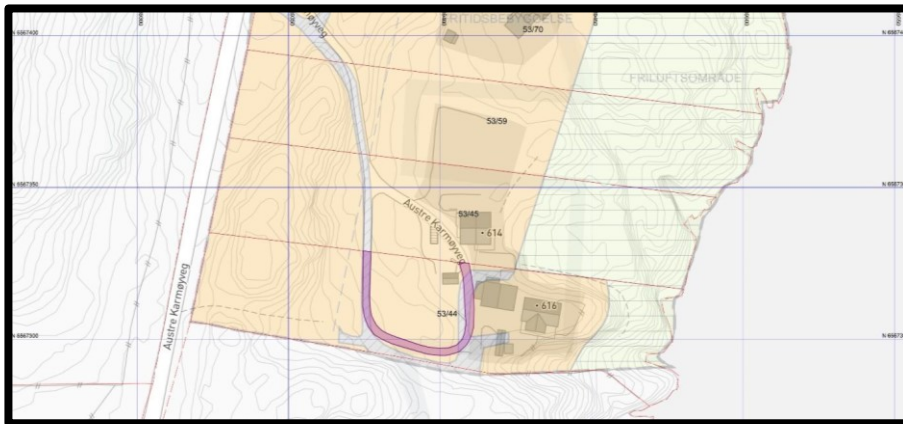 FRITIDSBEBYGGELSE
53/70
N 6567400
FRILUFTSOMRÅDE
53/59
N 6567350
Austre Karmøyveg
53/45
614
616
53/44
Austre Karmøyveg
N 6567300